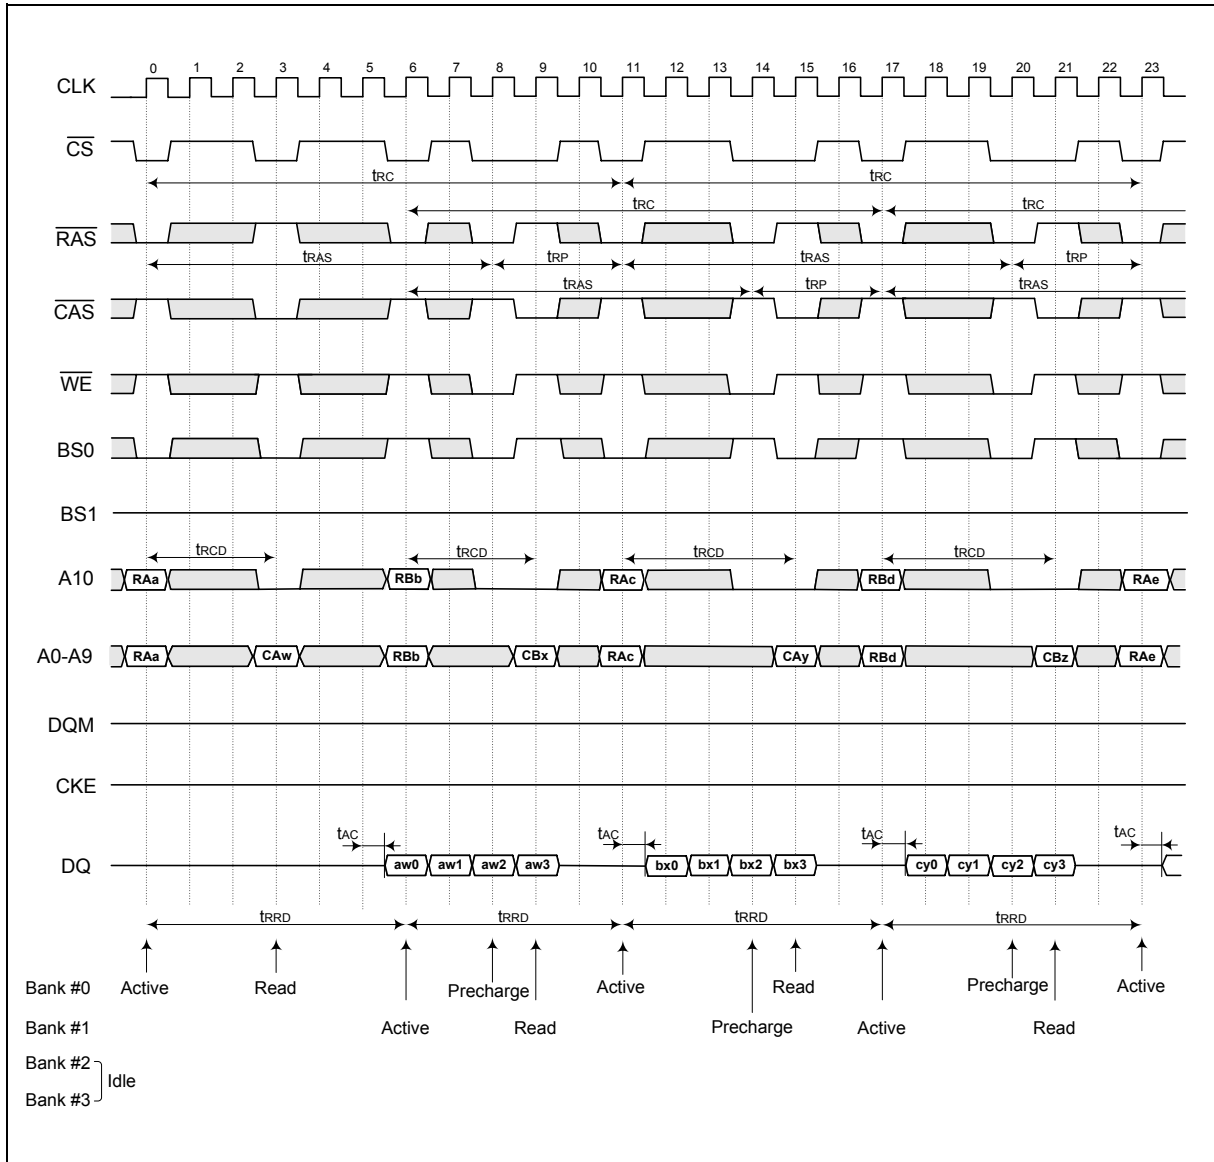 0 1 2 3 4 5 6 7 8 9 10 11 12 13 14 15 16 17 18 19 20 21 22 23
CLK
CS
tRC tRC
tRC tRC
RAS
tRAS tRP tRAS tRP
tRAS tRP tRAS
CAS
WE
BS0
BS1
tRCD tRCD tRCD tRCD
A10 RAa RBb RAc RBd RAe
A0-A9 RAa CAw RBb CBx RAc CAy RBd CBz RAe
DQM
CKE
tAC tAC tAC tAC
DQ aw0 aw1 aw2 aw3 bx0 bx1 bx2 bx3 cy0 cy1 cy2 cy3
tRRD tRRD tRRD tRRD
Bank #0 Active Read Precharge Active Read Precharge Active
Bank #1 Active Read Precharge Active Read
Bank #2
Idle
Bank #3